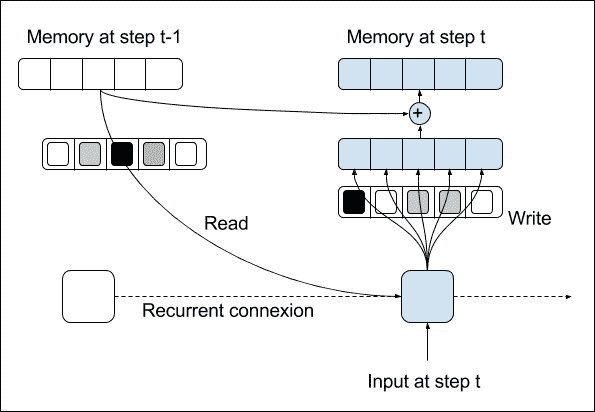 Memory at step t-1
Memory at step t
+
Read
Write
Recurrent connexion
Input at step t